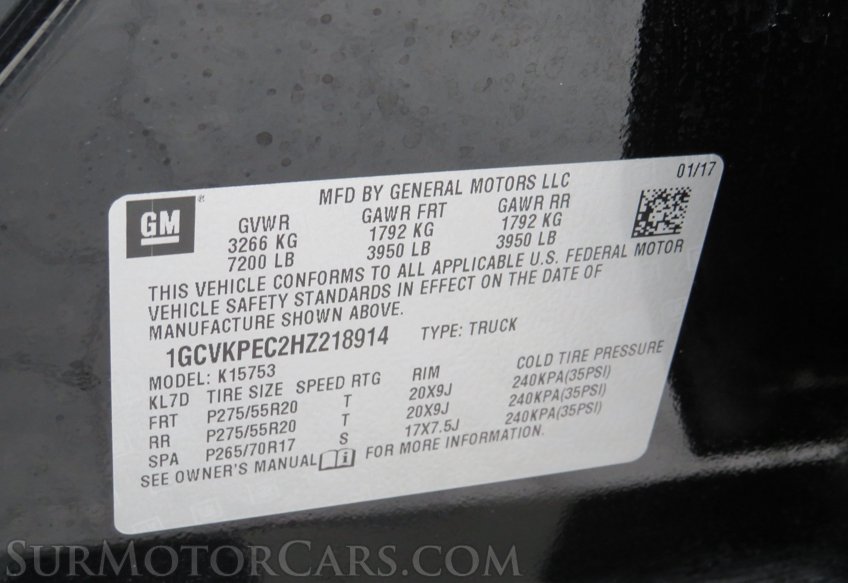 MFD BY GENERAL MOTORS LLC 01/17
GM®
GVWR GAWR FRT GAWR RR
3266 KG 1792 KG 1792 KG
7200 LB 3950 LB 3950 LB
THIS VEHICLE CONFORMS TO ALL APPLICABLE U.S. FEDERAL MOTOR
VEHICLE SAFETY STANDARDS IN EFFECT ON THE DATE OF
MANUFACTURE SHOWN ABOVE.
1GCVKPEC2HZ218914 TYPE: TRUCK
MODEL: K15753
KL7D TIRE SIZE SPEED RTG RIM COLD TIRE PRESSURE
FRT P275/55R20 T 20X9J 240KPA(35PSI)
RR P275/55R20 T 20X9J 240KPA(35PSI)
SPA P265/70R17 S 17X7.5J 240KPA(35PSI)
SEE OWNER'S MANUAL i FOR MORE INFORMATION.
SURMOTORCARS.COM